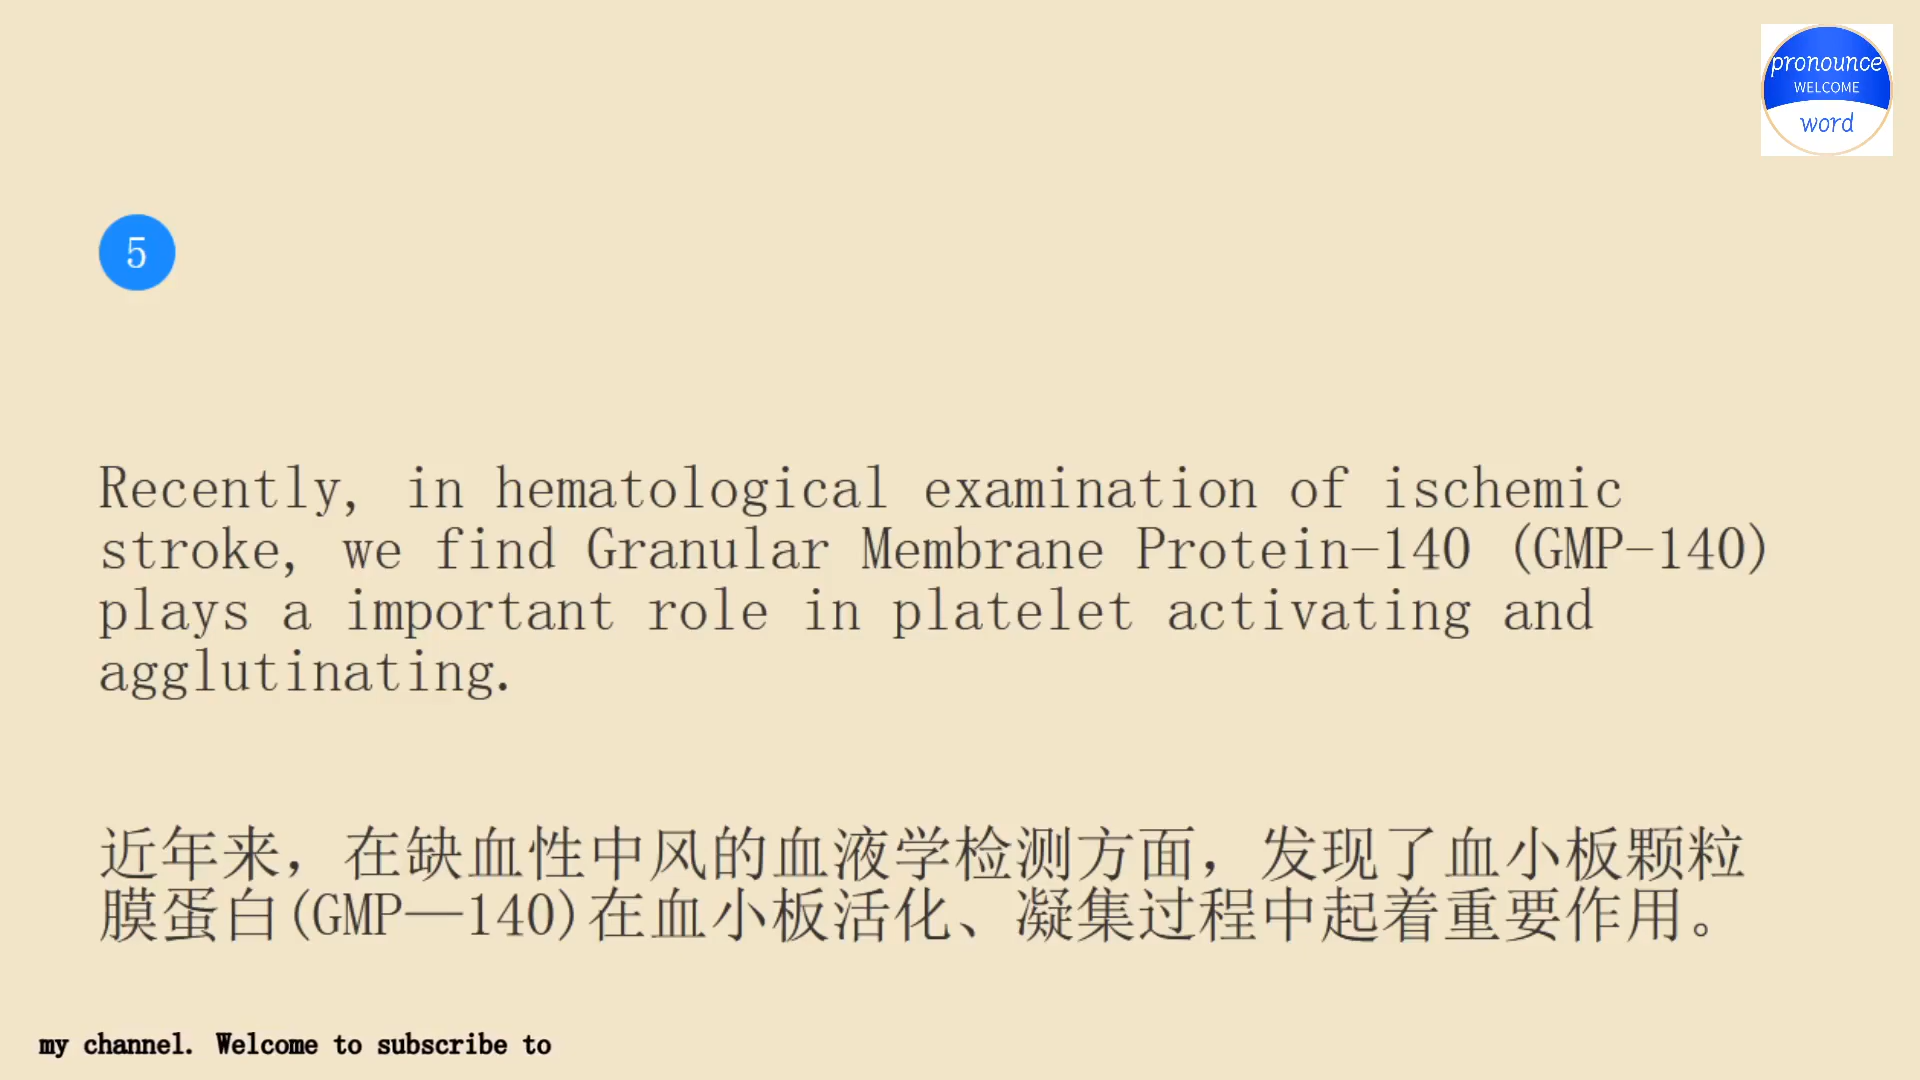 pronounce
WELCOME
word
5
Recently, in hematological examination of ischemic
stroke, we find Granular Membrane Protein-140 (GMP-140)
plays a important role in platelet activating and
agglutinating.
近年来，在缺血性中风的血液学检测方面，发现了血小板颗粒
膜蛋白(GMP—140)在血小板活化、凝集过程中起着重要作用。
my channel. Welcome to subscribe to